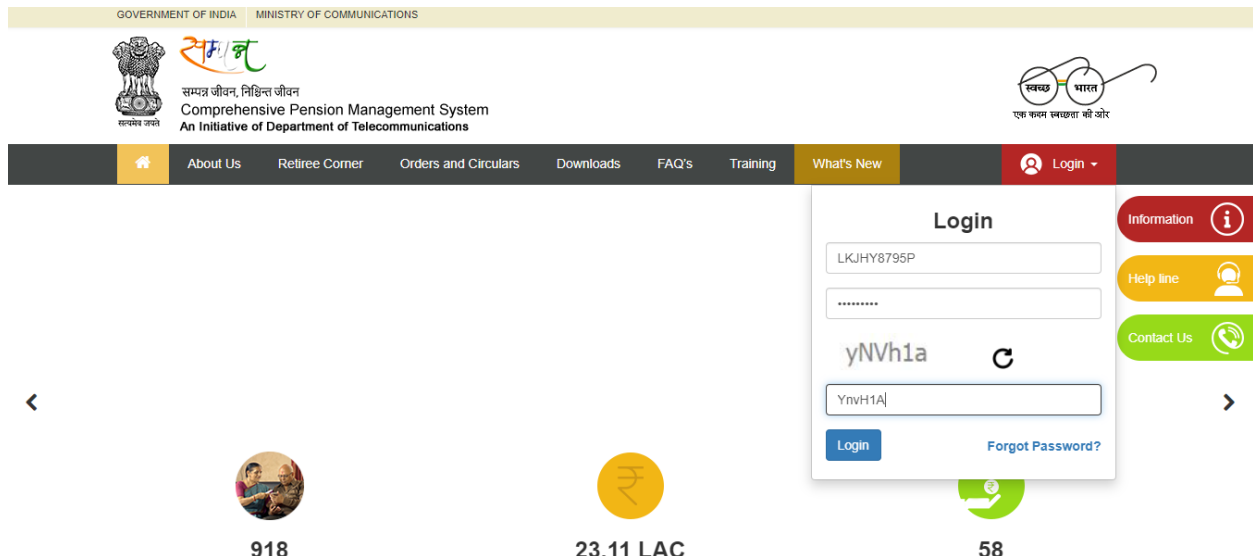 GOVERNMENT OF INDIA MINISTRY OF COMMUNICATIONS
सम्पन्न
सम्पन्न जीवन, निश्चिन्त जीवन
Comprehensive Pension Management System
An Initiative of Department of Telecommunications
सत्यमेव जयते
स्वच्छ भारत
एक कदम स्वच्छता की ओर
About Us Retiree Corner Orders and Circulars Downloads FAQ's Training What's New Login
Login
LKJHY8795P
•••••••••
yNVh1a
YnvH1A
Login Forgot Password?
Information
Help line
Contact Us
918 23.11 LAC 58